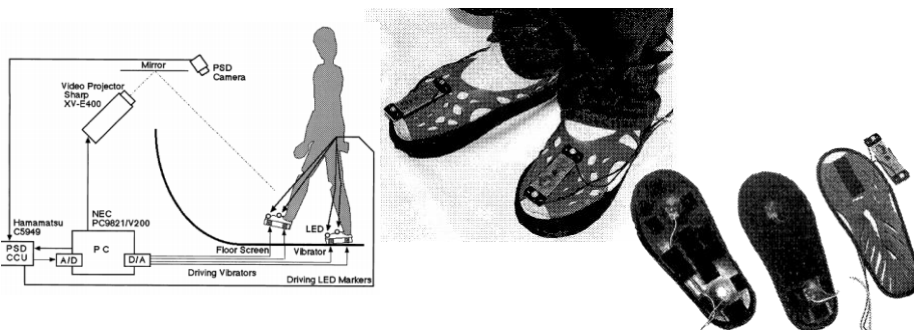 Mirror
PSD
Camera
Video Projector
Sharp
XV-E400
Hamamatsu
C5949
NEC
PC9821/V200
LED
PSD
CCU
A/D
PC
D/A
Floor Screen
Vibrator
Driving Vibrators
Driving LED Markers